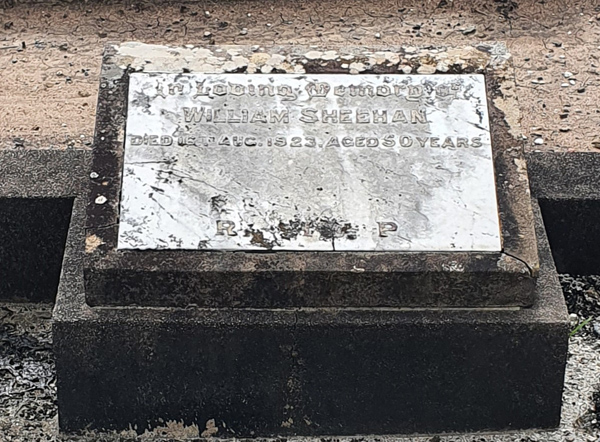 In Loving Memory of
WILLIAM SHEEHAN
DIED 16TH AUG. 1923, AGED 50 YEARS
R. I. P